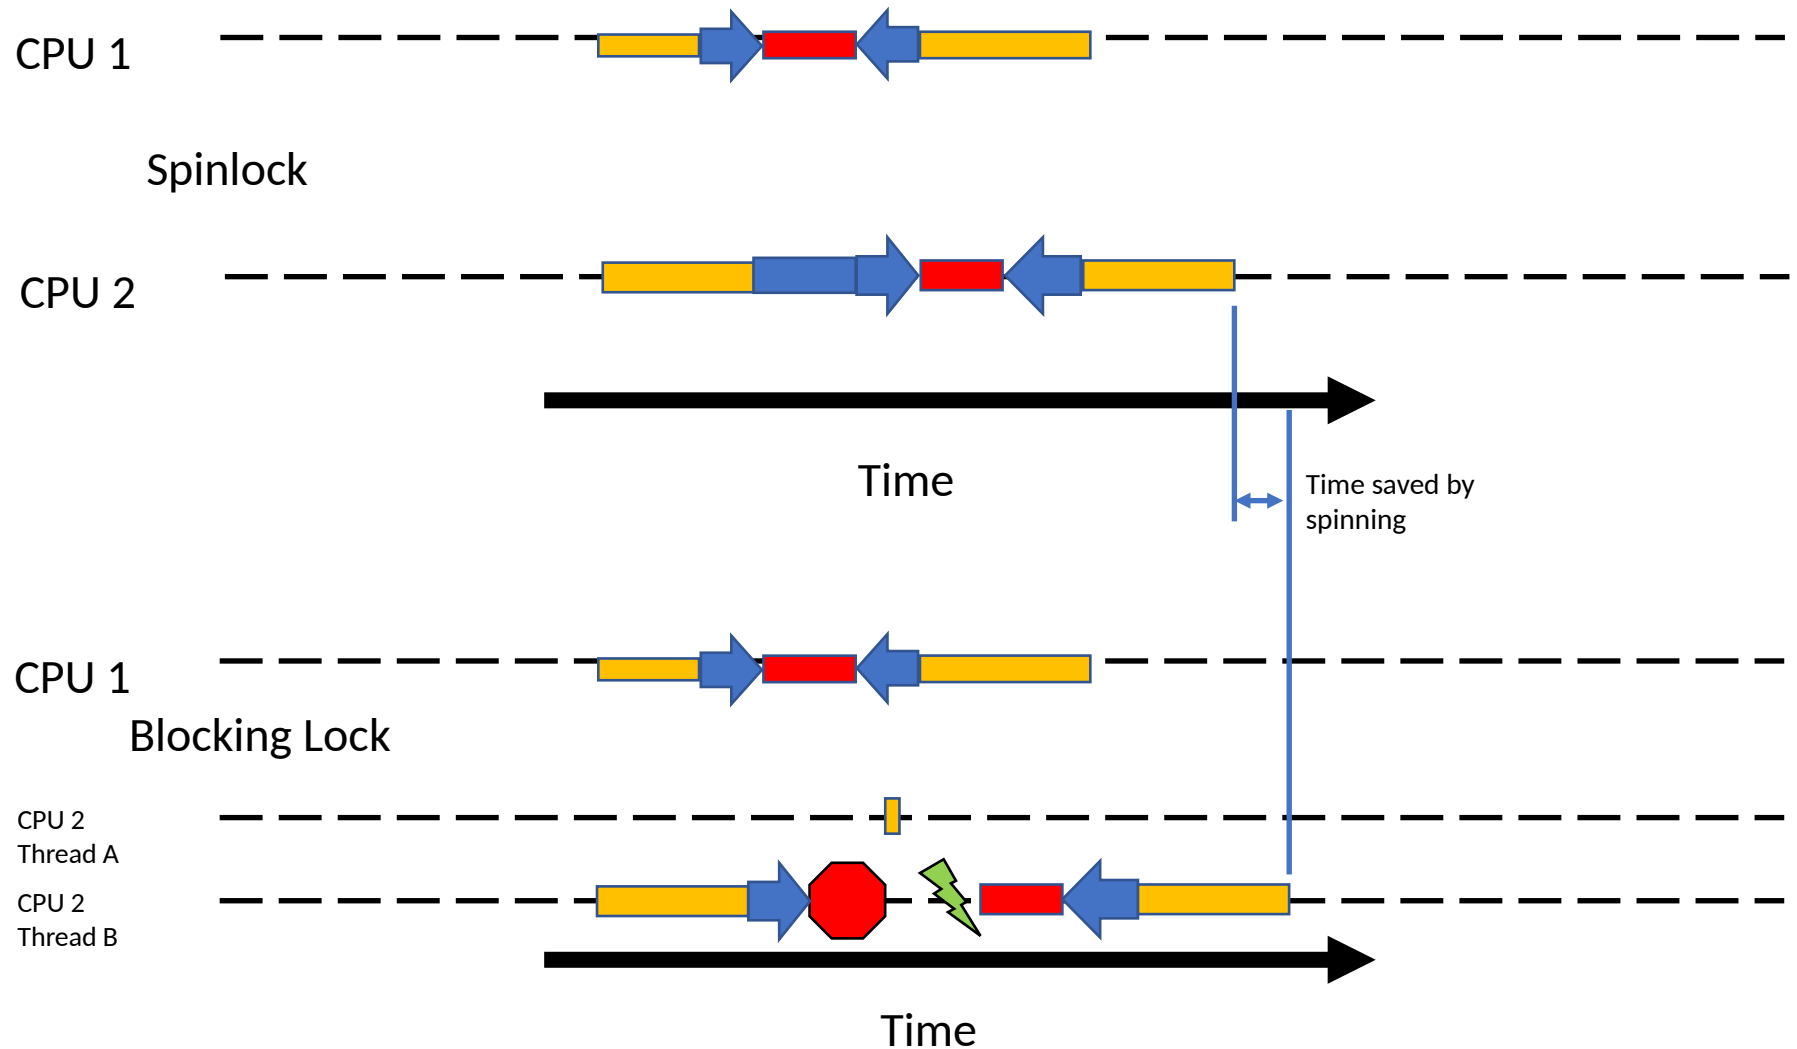 CPU 1
Spinlock
CPU 2
Time
Time saved by
spinning
CPU 1
Blocking Lock
CPU 2
Thread A
CPU 2
Thread B
Time